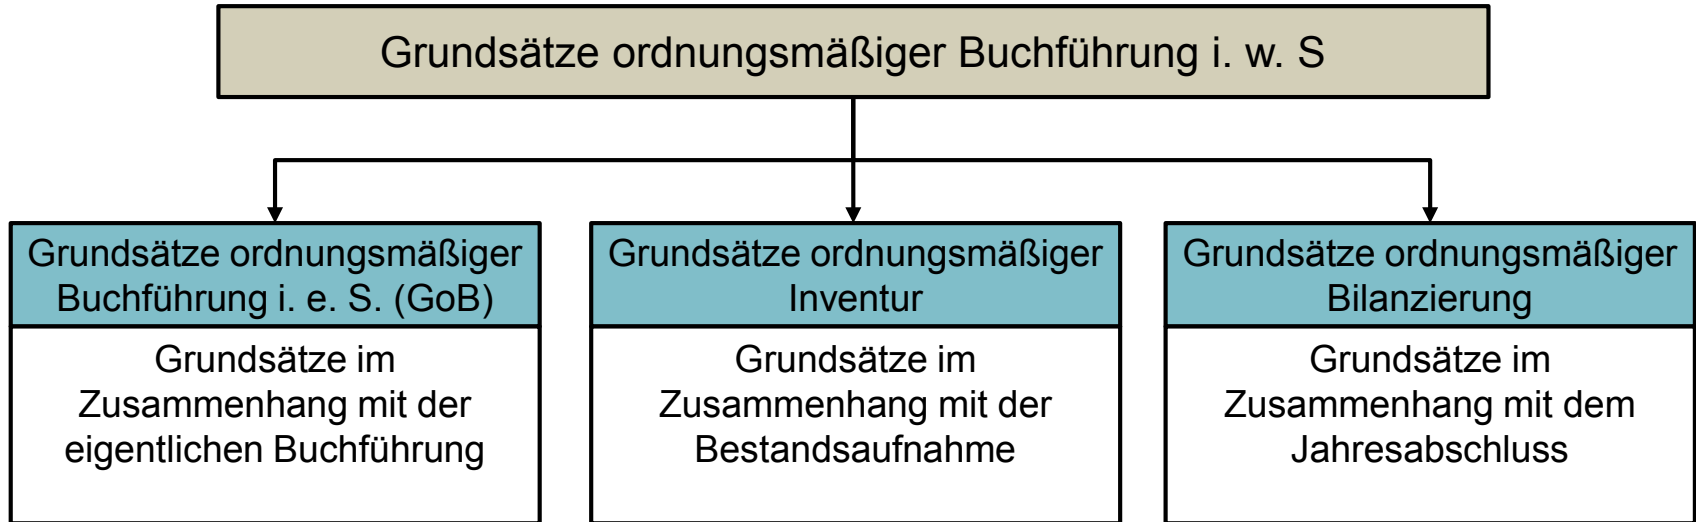 Grundsätze ordnungsmäßiger Buchführung i. w. S
Grundsätze ordnungsmäßiger
Buchführung i. e. S. (GoB)
Grundsätze im
Zusammenhang mit der
eigentlichen Buchführung
Grundsätze ordnungsmäßiger
Inventur
Grundsätze im
Zusammenhang mit der
Bestandsaufnahme
Grundsätze ordnungsmäßiger
Bilanzierung
Grundsätze im
Zusammenhang mit dem
Jahresabschluss